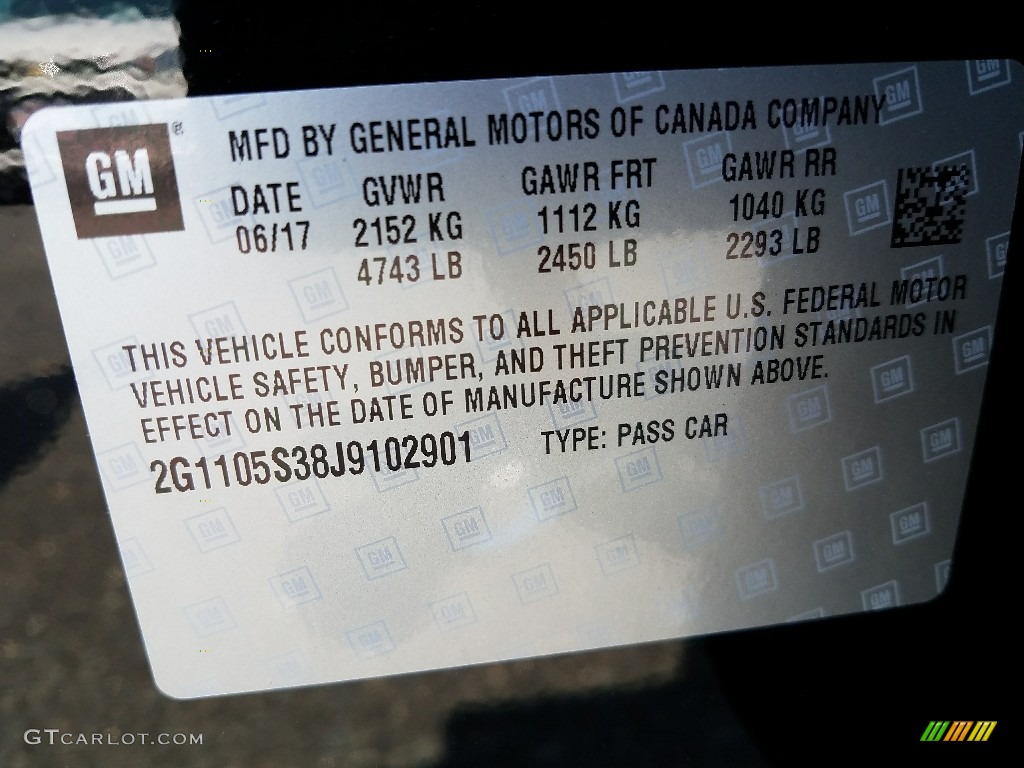 GM ®
MFD BY GENERAL MOTORS OF CANADA COMPANY
DATE GVWR GAWR FRT GAWR RR
06/17 2152 KG 1112 KG 1040 KG
4743 LB 2450 LB 2293 LB
THIS VEHICLE CONFORMS TO ALL APPLICABLE U.S. FEDERAL MOTOR
VEHICLE SAFETY, BUMPER, AND THEFT PREVENTION STANDARDS IN
EFFECT ON THE DATE OF MANUFACTURE SHOWN ABOVE.
2G1105S38J9102901 TYPE: PASS CAR
GTCARLOT.COM